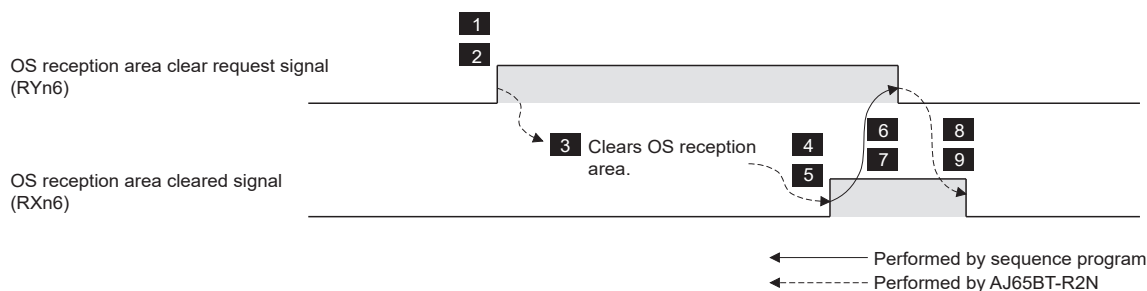 1
2
OS reception area clear request signal
(RYn6)
3 Clears OS reception
area.
4
5
6
7
8
9
OS reception area cleared signal
(RXn6)
Performed by sequence program
Performed by AJ65BT-R2N